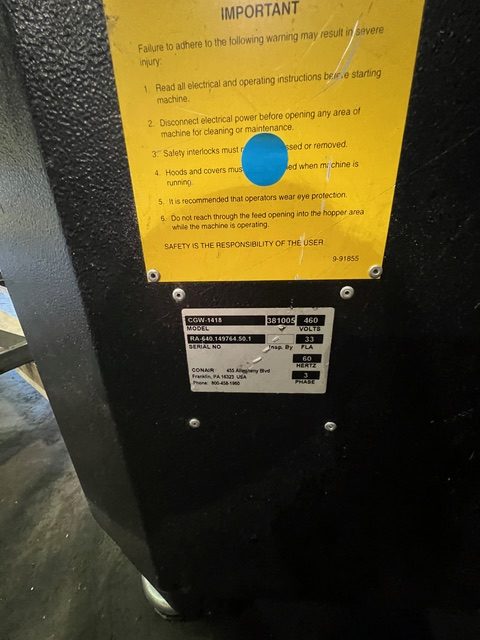 IMPORTANT
Failure to adhere to the following warning may result in severe
injury:
1. Read all electrical and operating instructions before starting
machine.
2. Disconnect electrical power before opening any area of
machine for cleaning or maintenance.
3. Safety interlocks must or removed.
4. Hoods and covers when machine is
running.
5. It is recommended that operators wear eye protection.
6. Do not reach through the feed opening into the hopper area
while the machine is operating.
SAFETY IS THE RESPONSIBILITY OF THE USER
9-91855
CGW-1418 381005 460
MODEL VOLTS
RA-640.149764.50.1 33
SERIAL NO. Insp. By FLA
60
HERTZ
CONAIR 455 Allegheny Blvd
Franklin, PA 16323 USA 3
Phone: 800-458-1960 PHASE